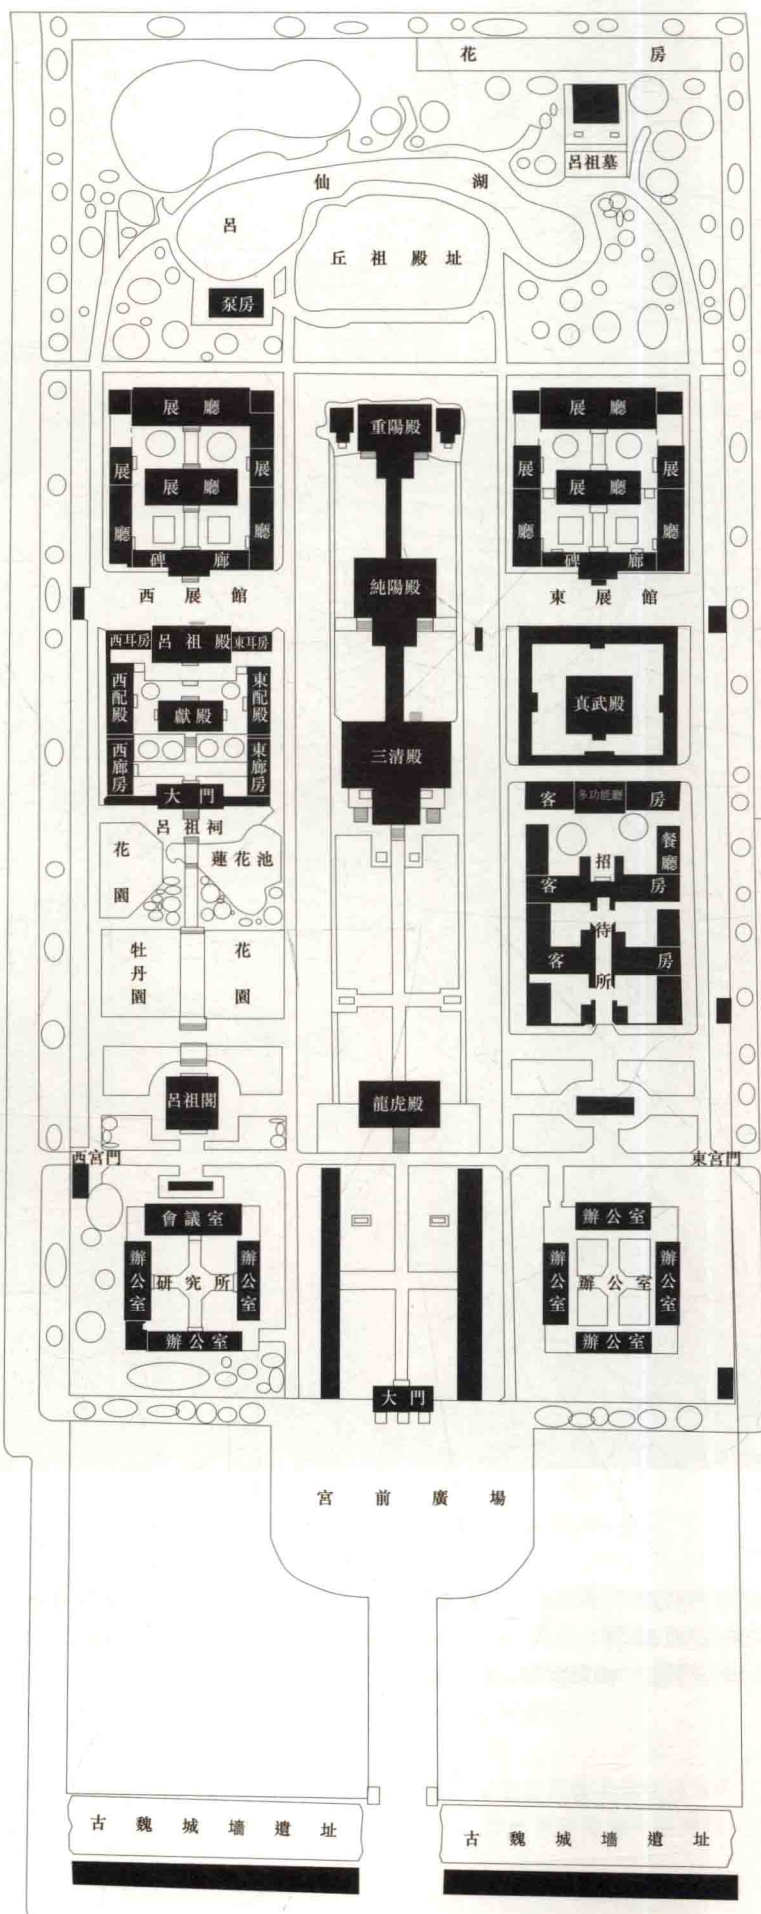 花房
呂祖墓
呂仙湖
丘祖殿址
泵房
展廳
展廳
展廳
展廳
碑廊
西展館
重陽殿
純陽殿
三清殿
展廳
展廳
展廳
展廳
碑廊
東展館
西耳房
呂祖殿
東耳房
西配殿
東配殿
獻殿
西廊房
東廊房
大門
呂祖祠
真武殿
客房
多功能廳
餐廳
客房
客房
招待所
花園
蓮花池
牡丹園
花園
呂祖閣
龍虎殿
西宮門
東宮門
會議室
辦公室
研究所
辦公室
辦公室
辦公室
辦公室
辦公室
辦公室
辦公室
大門
宮前廣場
古魏城墻遺址
古魏城墻遺址